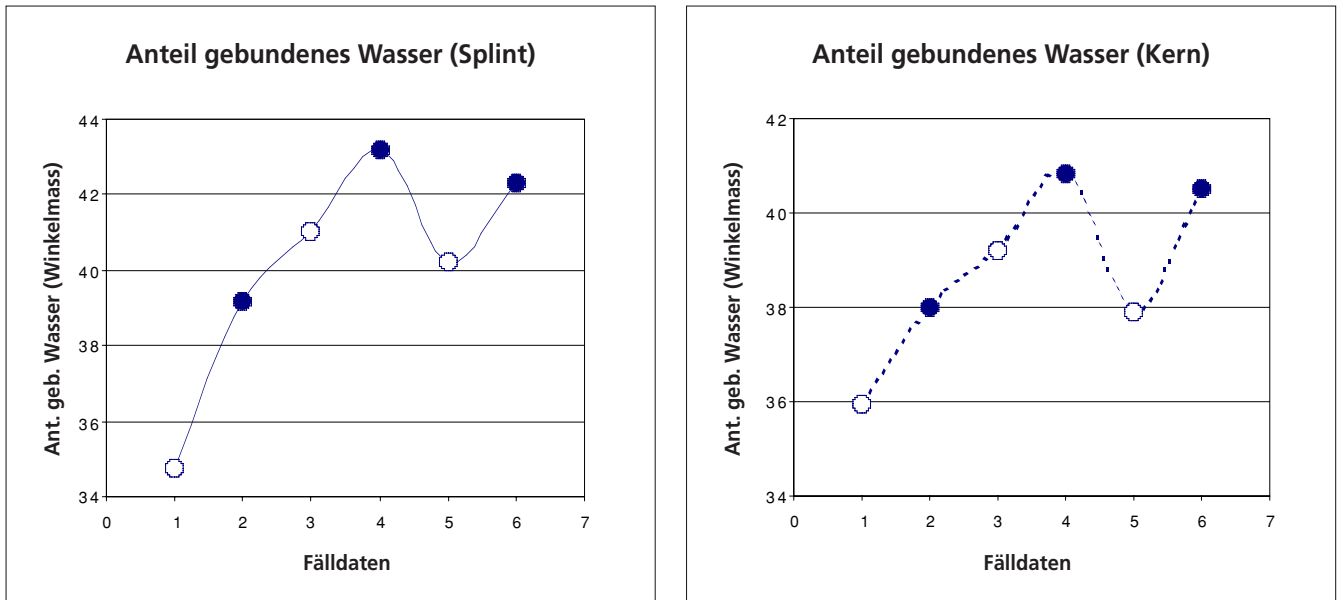 Anteil gebundenes Wasser (Splint)
Ant. geb. Wasser (Winkelmass)
44
42
40
38
36
34
0 1 2 3 4 5 6 7
Fälldaten
Anteil gebundenes Wasser (Kern)
Ant. geb. Wasser (Winkelmass)
42
40
38
36
34
0 1 2 3 4 5 6 7
Fälldaten